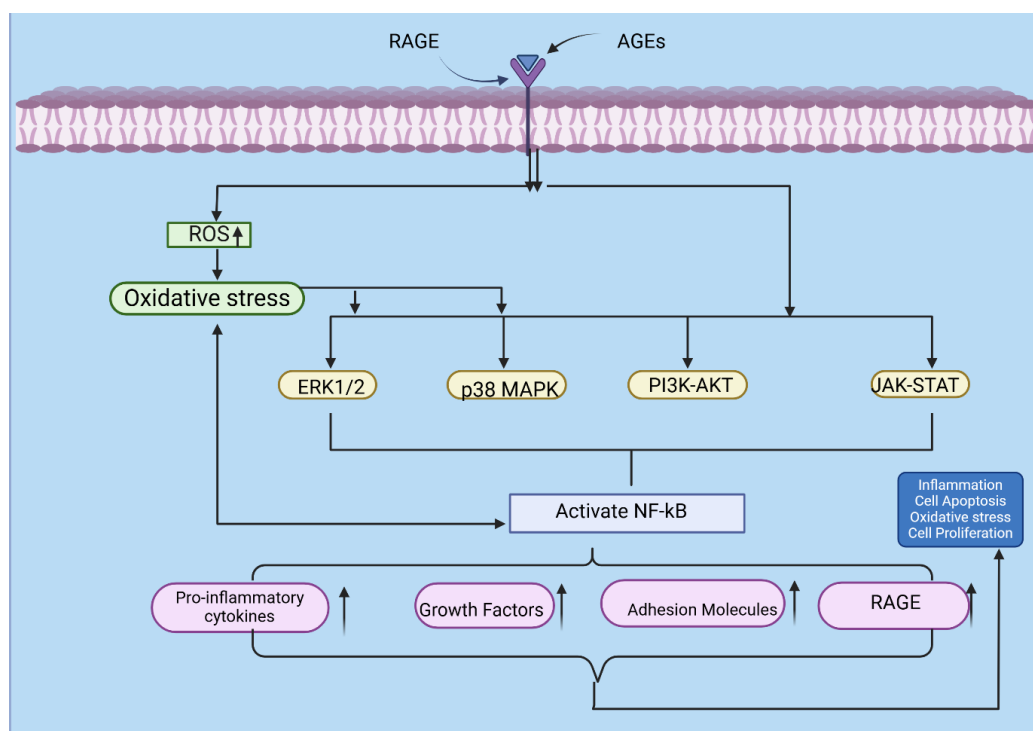 RAGE
AGEs
ROS
Oxidative stress
ERK1/2
p38 MAPK
PI3K-AKT
JAK-STAT
Activate NF-kB
Inflammation
Cell Apoptosis
Oxidative stress
Cell Proliferation
Pro-inflammatory
cytokines
Growth Factors
Adhesion Molecules
RAGE